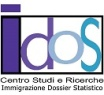 idos
Centro Studi e Ricerche
Immigrazione Dossier Statistico